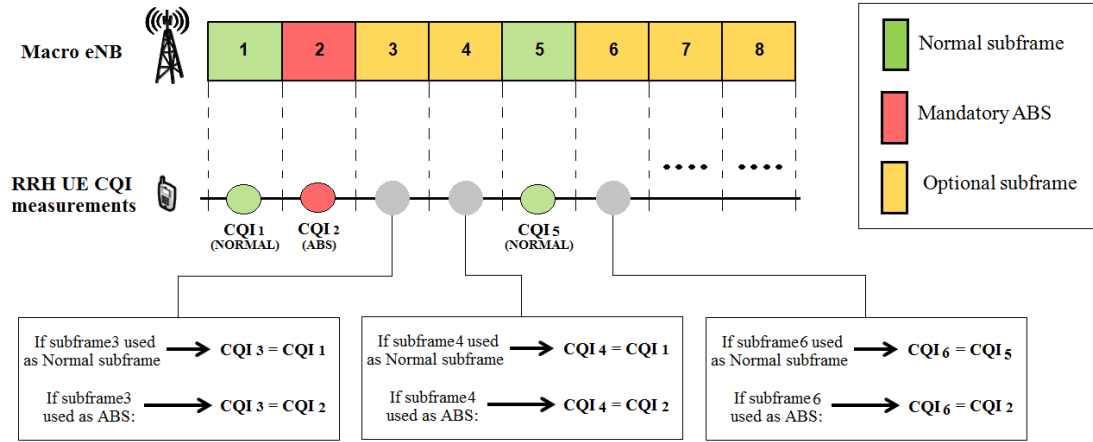 Macro eNB
1 2 3 4 5 6 7 8
Normal subframe
Mandatory ABS
Optional subframe
RRH UE CQI
measurements
CQI 1
(NORMAL)
CQI 2
(ABS)
CQI 5
(NORMAL)
If subframe3 used
as Normal subframe
CQI 3 = CQI 1
If subframe3
used as ABS:
CQI 3 = CQI 2
If subframe4 used
as Normal subframe
CQI 4 = CQI 1
If subframe4
used as ABS:
CQI 4 = CQI 2
If subframe6 used
as Normal subframe
CQI 6 = CQI 5
If subframe6
used as ABS:
CQI 6 = CQI 2